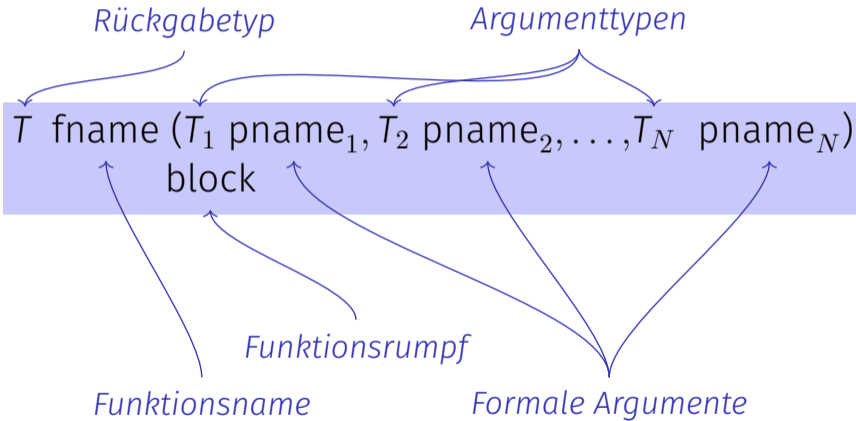 Rückgabetyp Argumenttypen
T fname (T₁ pname₁, T₂ pname₂, ...,T_N pname_N)
block
Funktionsrumpf
Funktionsname Formale Argumente